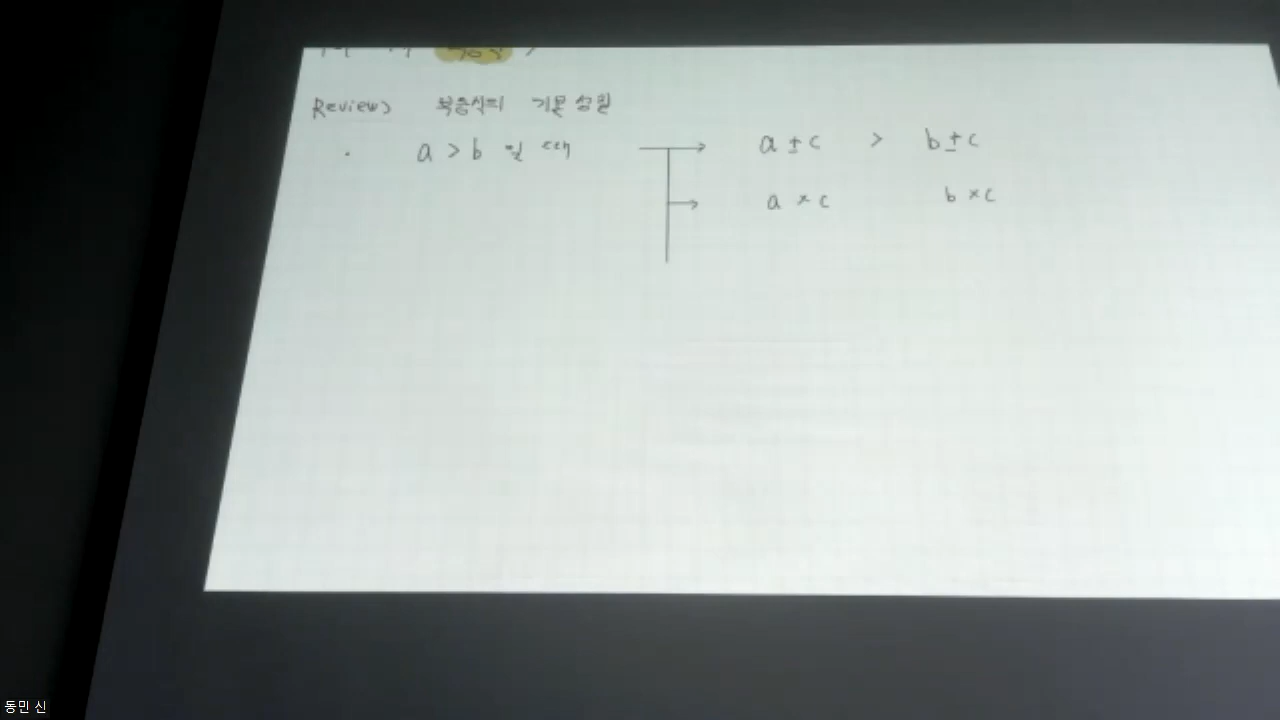 Review) 부등식의 기본성질
· a > b 일 때 → a ± c > b ± c
→ a × c b × c
동민 신